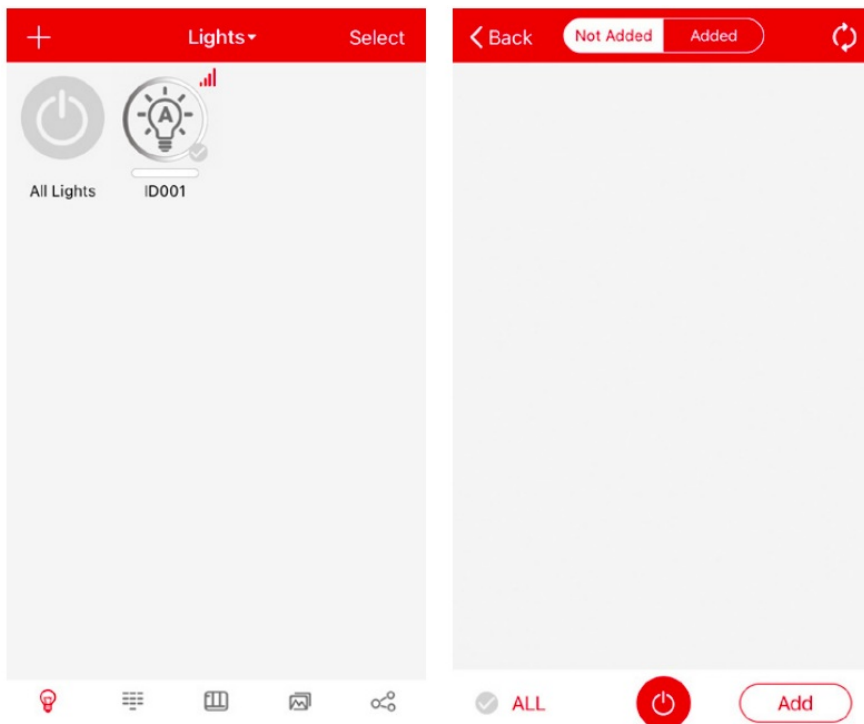 Lights
Select
All Lights
A
ID001
Back
Not Added
Added
ALL
Add